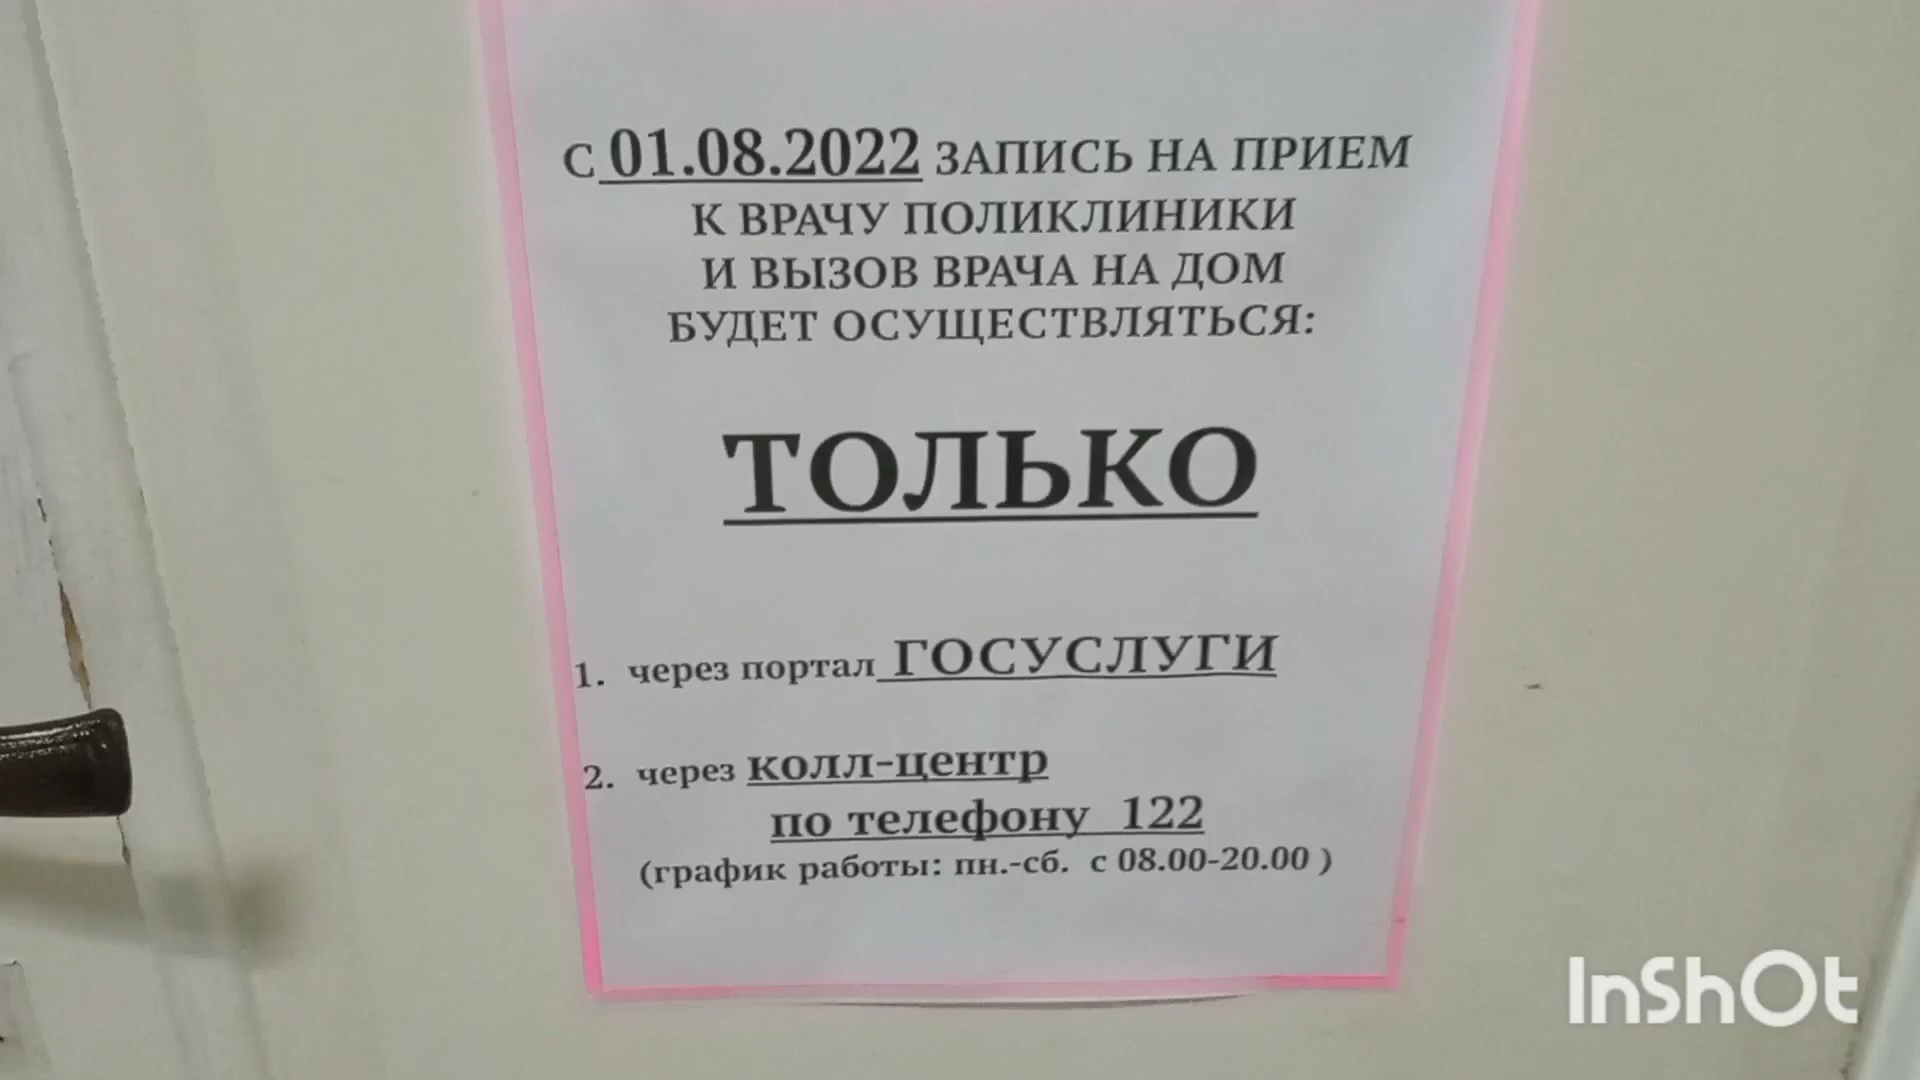 С 01.08.2022 ЗАПИСЬ НА ПРИЕМ
К ВРАЧУ ПОЛИКЛИНИКИ
И ВЫЗОВ ВРАЧА НА ДОМ
БУДЕТ ОСУЩЕСТВЛЯТЬСЯ:
ТОЛЬКО
1. через портал ГОСУСЛУГИ
2. через колл-центр
по телефону 122
(график работы: пн.-сб. с 08.00-20.00 )
InShOt